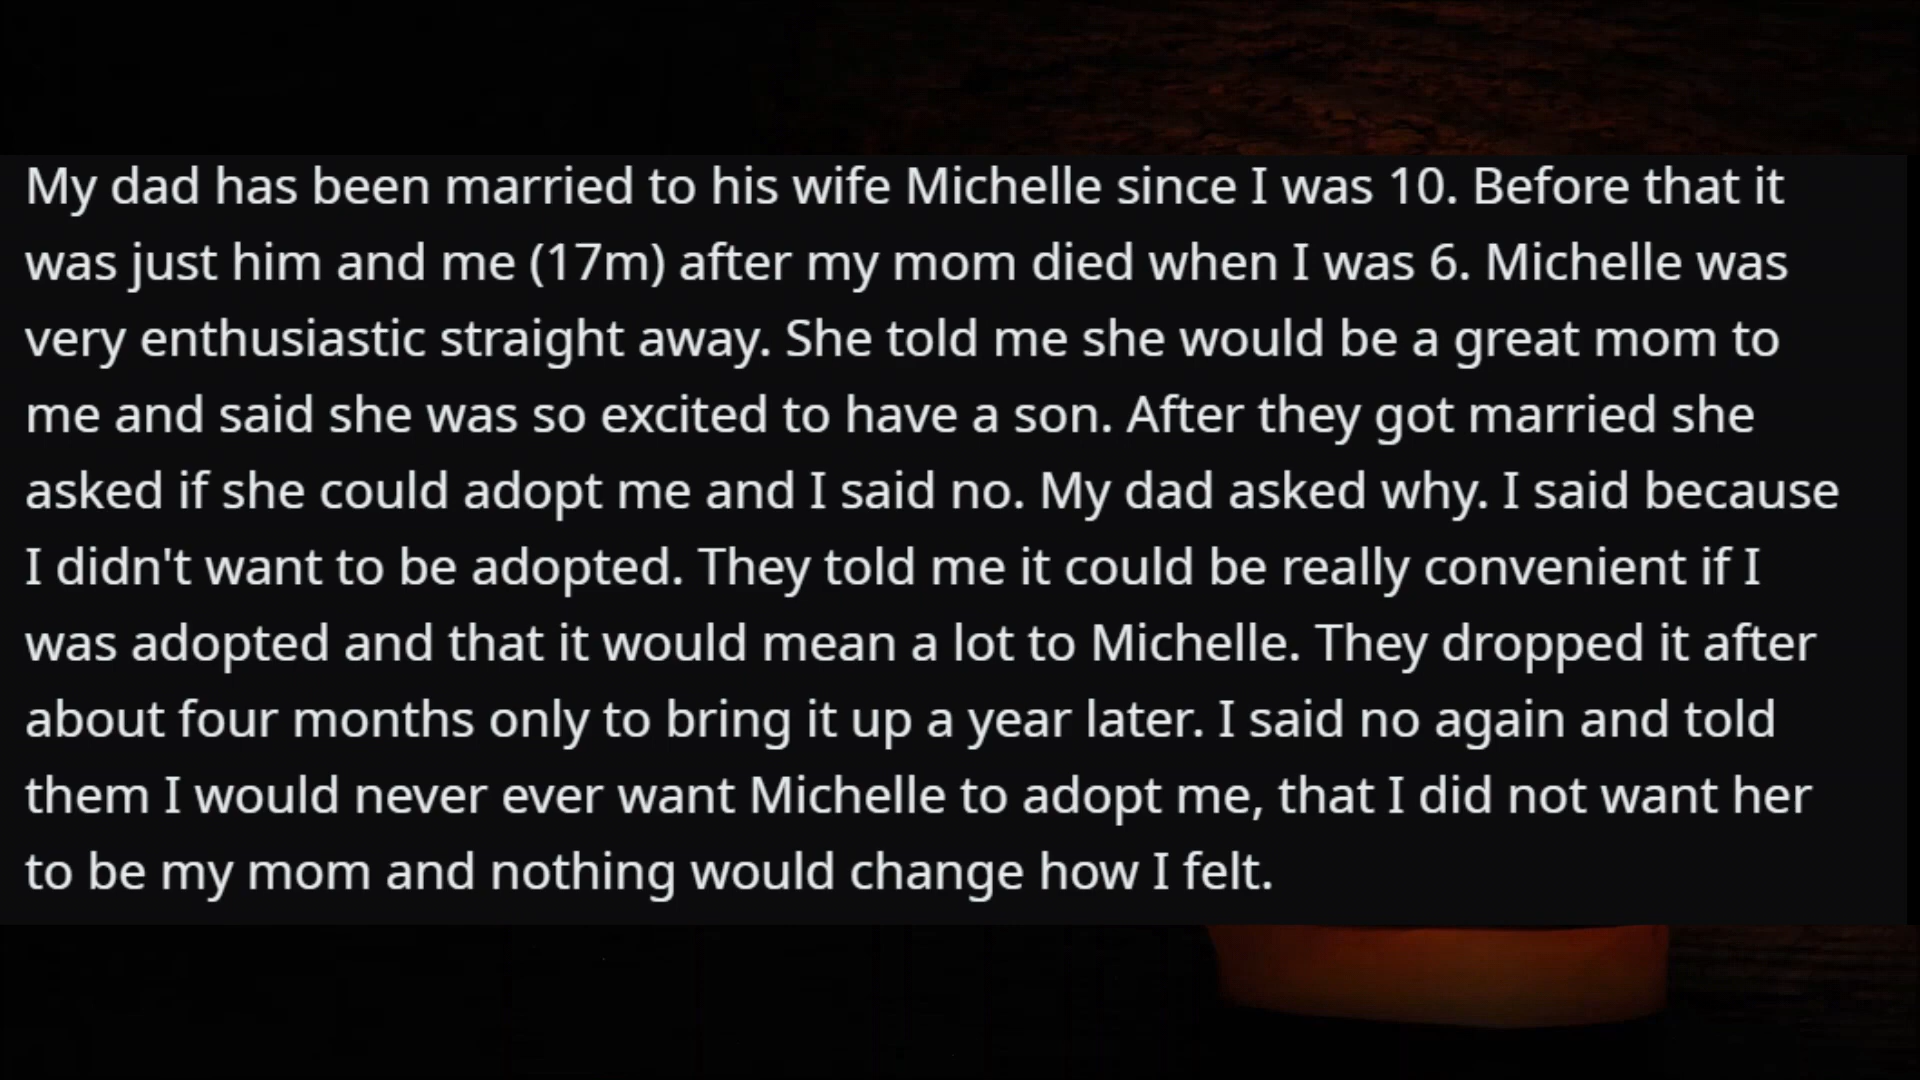 My dad has been married to his wife Michelle since I was 10. Before that it
was just him and me (17m) after my mom died when I was 6. Michelle was
very enthusiastic straight away. She told me she would be a great mom to
me and said she was so excited to have a son. After they got married she
asked if she could adopt me and I said no. My dad asked why. I said because
I didn't want to be adopted. They told me it could be really convenient if I
was adopted and that it would mean a lot to Michelle. They dropped it after
about four months only to bring it up a year later. I said no again and told
them I would never ever want Michelle to adopt me, that I did not want her
to be my mom and nothing would change how I felt.